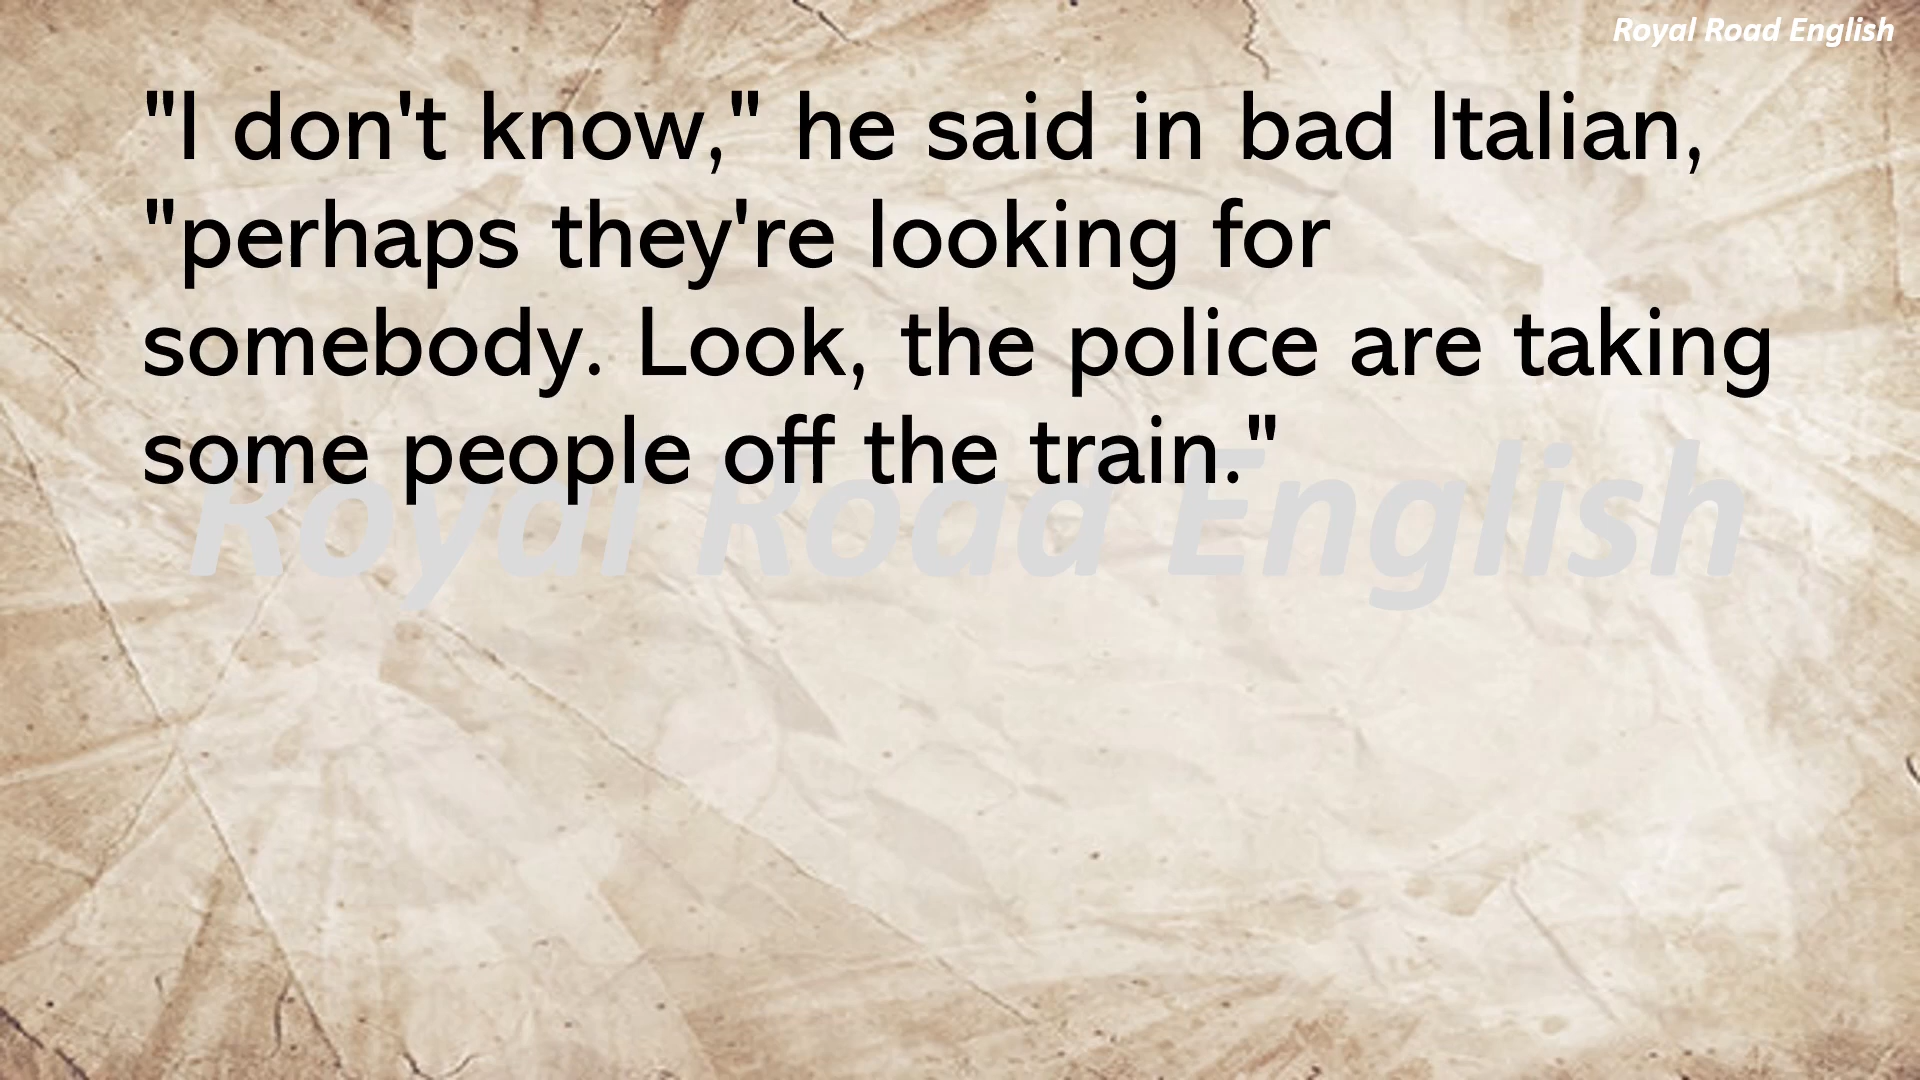 Royal Road English
"I don't know," he said in bad Italian,
"perhaps they're looking for
somebody. Look, the police are taking
some people off the train."
Royal Road English